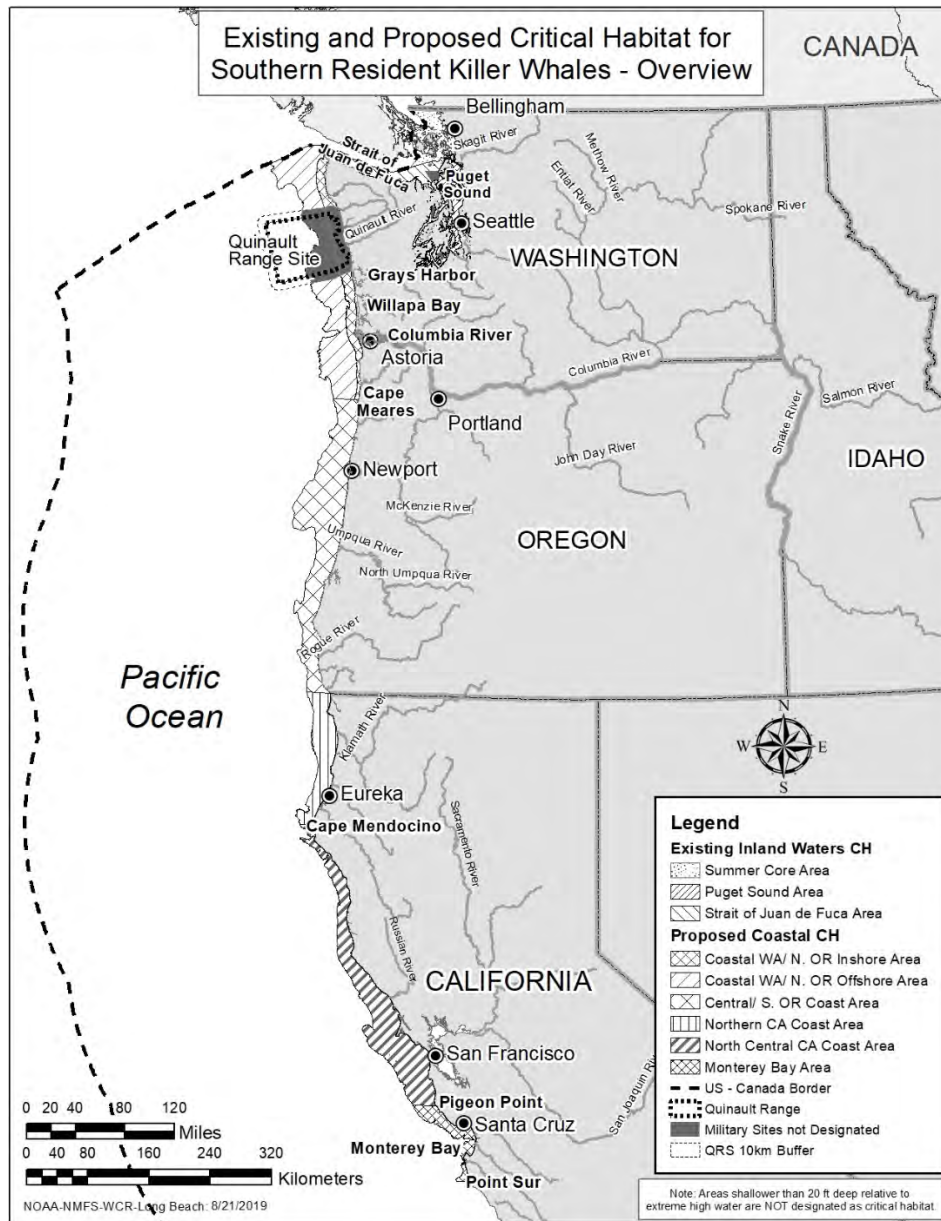 Existing and Proposed Critical Habitat for
Southern Resident Killer Whales - Overview
CANADA
Bellingham
Skagit River
Strait of
Juan de Fuca
Puget
Sound
Methow River
Entiat River
Spokane River
Seattle
Quinault River
Quinault
Range Site
WASHINGTON
Grays Harbor
Willapa Bay
Columbia River
Astoria
Columbia River
Cape
Meares
Portland
Snake River
Salmon River
John Day River
IDAHO
Newport
McKenzie River
OREGON
Umpqua River
North Umpqua River
Rogue River
Pacific
Ocean
Klamath River
N
W
E
S
Eureka
Cape Mendocino
Sacramento River
Russian River
CALIFORNIA
San Francisco
San Joaquin Riv
Pigeon Point
Santa Cruz
Monterey Bay
Point Sur
Legend
Existing Inland Waters CH
Summer Core Area
Puget Sound Area
Strait of Juan de Fuca Area
Proposed Coastal CH
Coastal WA/ N. OR Inshore Area
Coastal WA/ N. OR Offshore Area
Central/ S. OR Coast Area
Northern CA Coast Area
North Central CA Coast Area
Monterey Bay Area
US - Canada Border
Quinault Range
Military Sites not Designated
QRS 10km Buffer
0 20 40 80 120
Miles
0 40 80 160 240 320
Kilometers
NOAA-NMFS-WCR-Long Beach: 8/21/2019
Note: Areas shallower than 20 ft deep relative to
extreme high water are NOT designated as critical habitat.